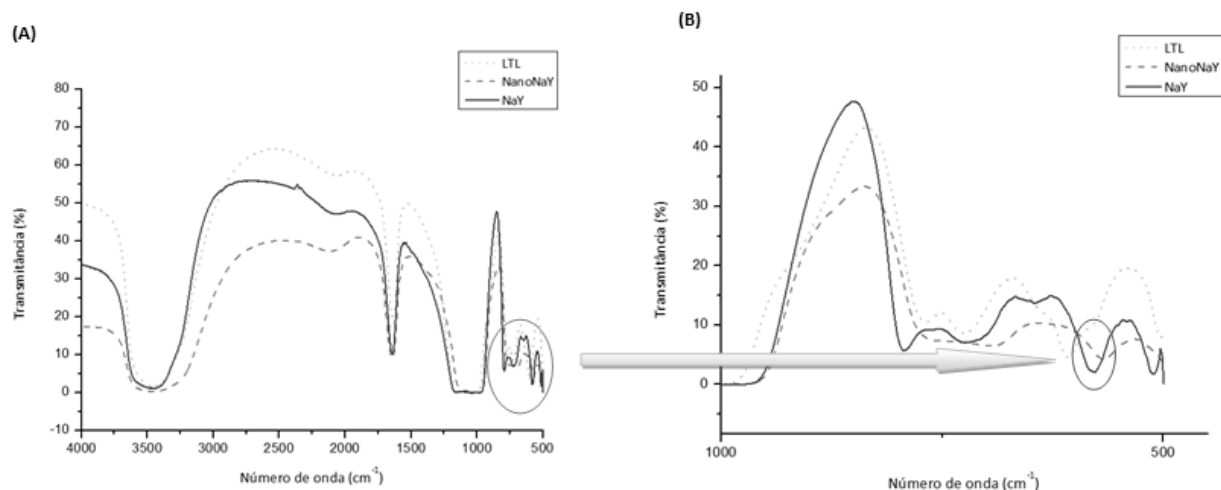 (A)
LTL
NanoNaY
NaY
80
70
60
50
40
30
20
10
0
-10
Transmitância (%)
4000 3500 3000 2500 2000 1500 1000 500
Número de onda (cm⁻¹)
(B)
LTL
NanoNaY
NaY
50
40
30
20
10
0
Transmitância (%)
1000 500
Número de onda (cm⁻¹)